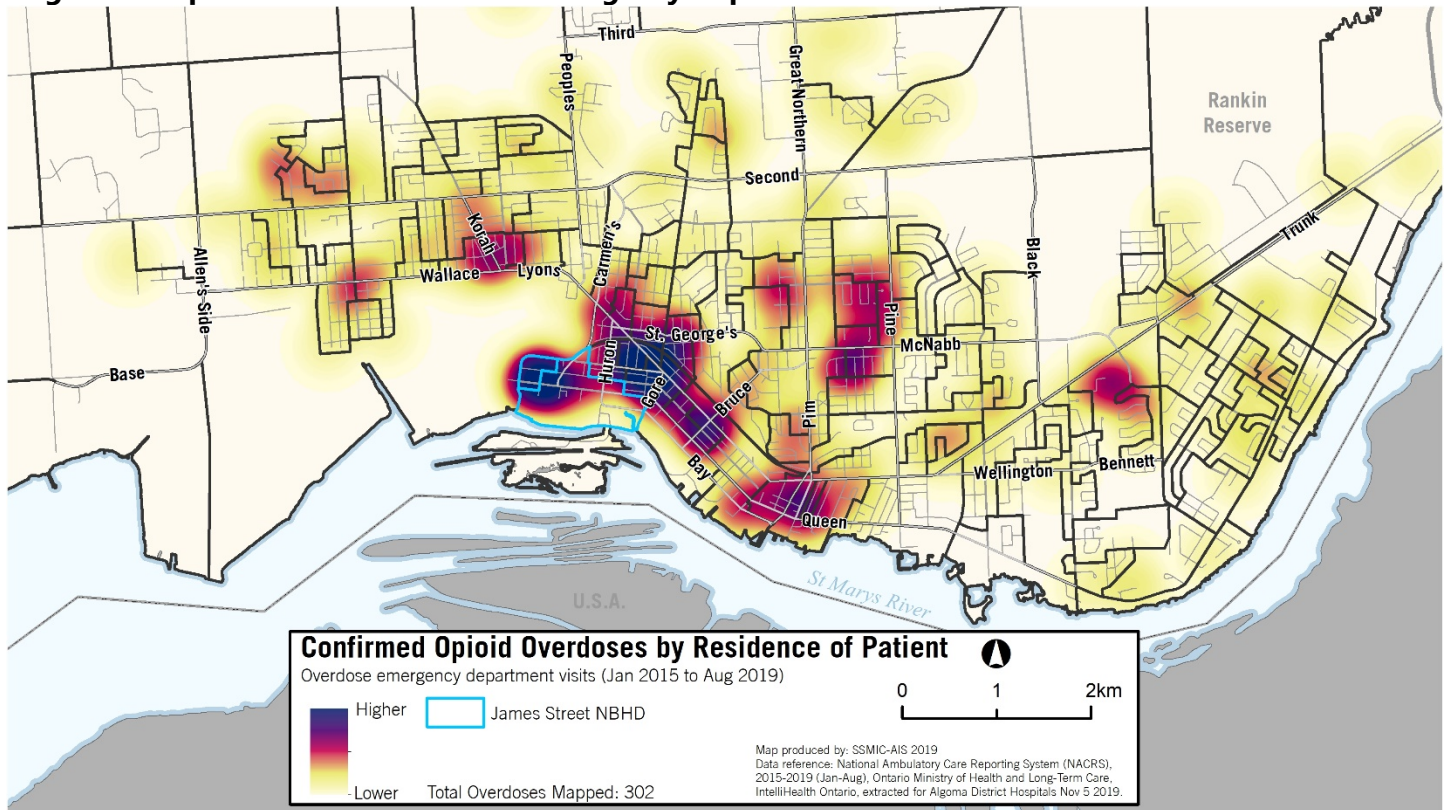 Third
Peoples
Great Northern
Rankin
Reserve
Second
Korah
Carmen's
Trunk
Black
Allen's Side
Wallace
Lyons
St. George's
Pine
McNabb
Huron
Base
Gore
Bruce
Pim
Bay
Wellington
Bennett
Queen
St Marys River
U.S.A.
Confirmed Opioid Overdoses by Residence of Patient
Overdose emergency department visits (Jan 2015 to Aug 2019)
Higher
James Street NBHD
Lower
Total Overdoses Mapped: 302
0 1 2km
Map produced by: SSMIC-AIS 2019
Data reference: National Ambulatory Care Reporting System (NACRS),
2015-2019 (Jan-Aug), Ontario Ministry of Health and Long-Term Care,
IntelliHealth Ontario, extracted for Algoma District Hospitals Nov 5 2019.